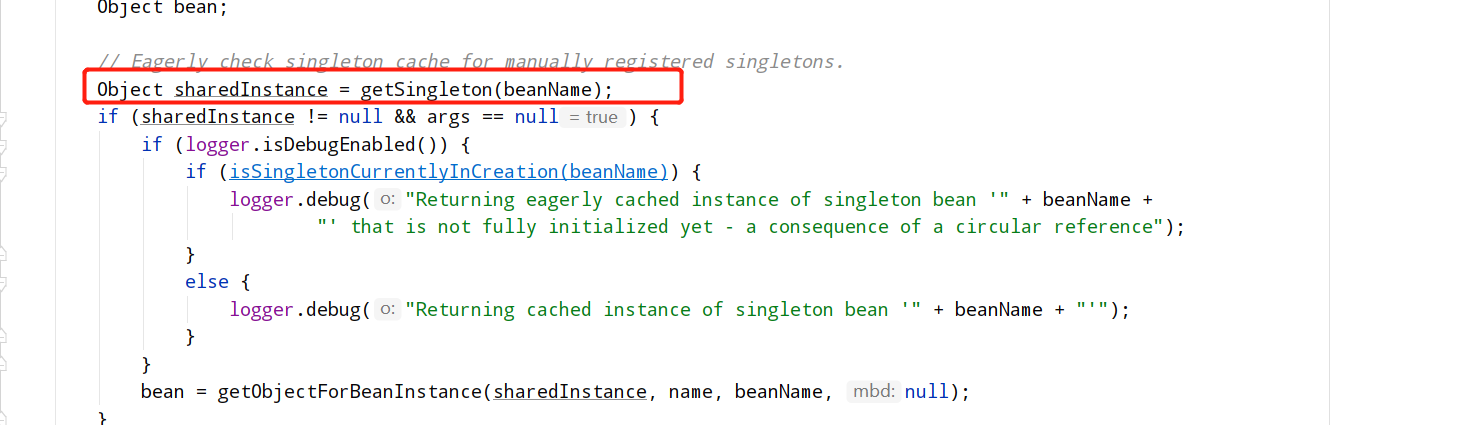 Object bean;
// Eagerly check singleton cache for manually registered singletons.
Object sharedInstance = getSingleton(beanName);
if (sharedInstance != null && args == null = true ) {
if (logger.isDebugEnabled()) {
if (isSingletonCurrentlyInCreation(beanName)) {
logger.debug( o: "Returning eagerly cached instance of singleton bean '" + beanName +
"' that is not fully initialized yet - a consequence of a circular reference");
}
else {
logger.debug( o: "Returning cached instance of singleton bean '" + beanName + "'");
}
}
bean = getObjectForBeanInstance(sharedInstance, name, beanName, mbd: null);
}